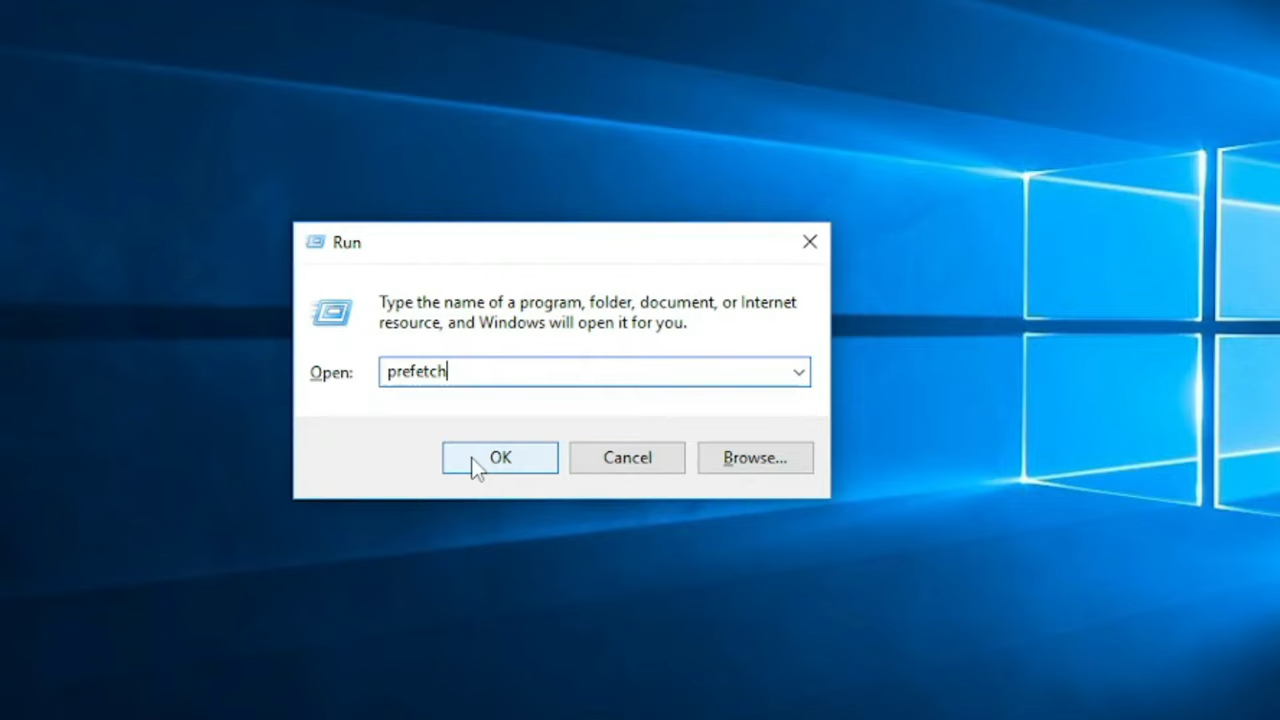 Run
Type the name of a program, folder, document, or Internet
resource, and Windows will open it for you.
Open: prefetch
OK Cancel Browse...